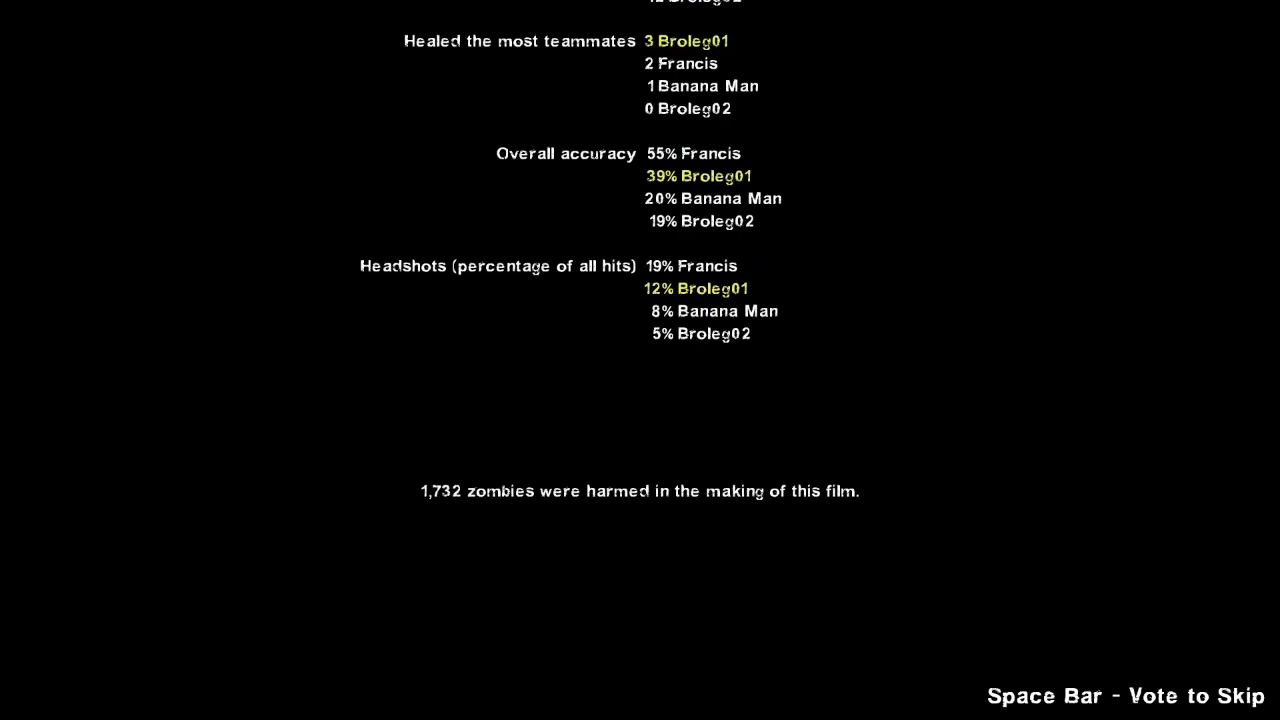 Healed the most teammates 3 Broleg01
2 Francis
1 Banana Man
0 Broleg02
Overall accuracy 55% Francis
39% Broleg01
20% Banana Man
19% Broleg02
Headshots (percentage of all hits) 19% Francis
12% Broleg01
8% Banana Man
5% Broleg02
1,732 zombies were harmed in the making of this film.
Space Bar - Vote to Skip